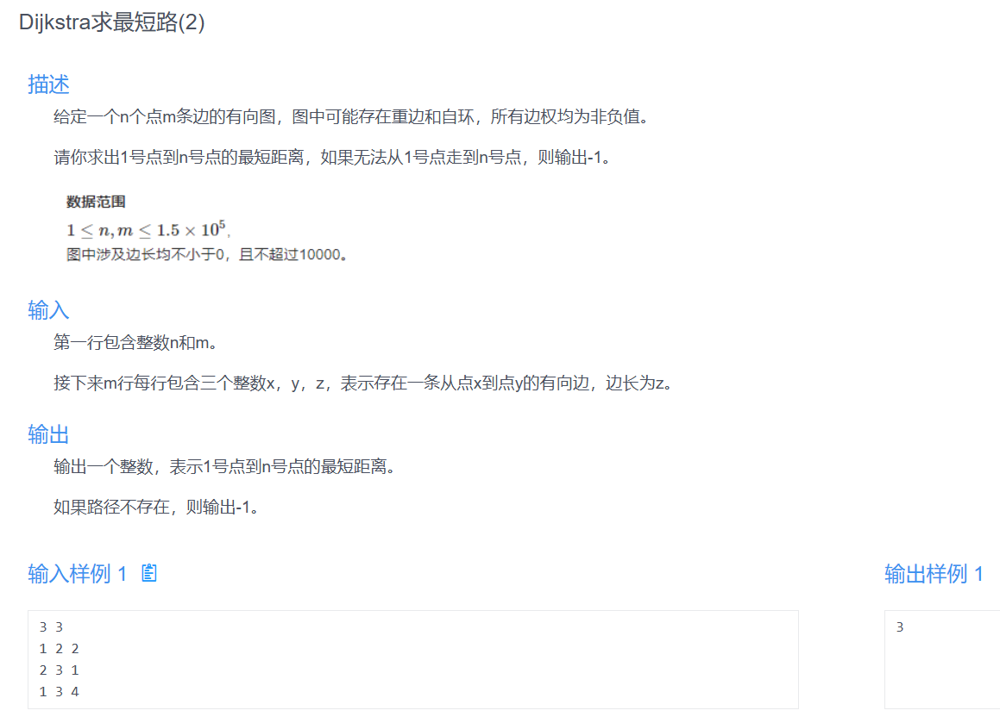 Dijkstra求最短路(2)
描述
给定一个n个点m条边的有向图，图中可能存在重边和自环，所有边权均为非负值。
请你求出1号点到n号点的最短距离，如果无法从1号点走到n号点，则输出-1。
数据范围
1 ≤ n, m ≤ 1.5 × 10⁵,
图中涉及边长均不小于0，且不超过10000。
输入
第一行包含整数n和m。
接下来m行每行包含三个整数x，y，z，表示存在一条从点x到点y的有向边，边长为z。
输出
输出一个整数，表示1号点到n号点的最短距离。
如果路径不存在，则输出-1。
输入样例 1
3 3
1 2 2
2 3 1
1 3 4
输出样例 1
3